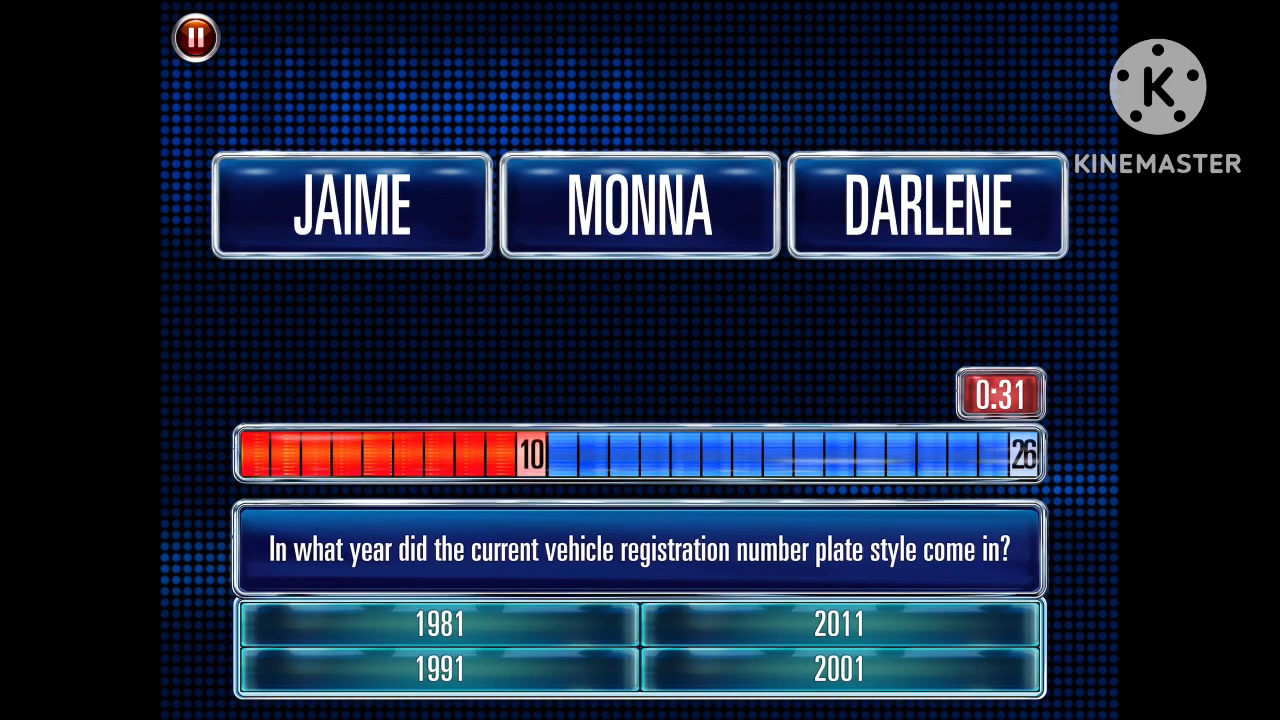 K
KINEMASTER
JAIME MONNA DARLENE
0:31
10 26
In what year did the current vehicle registration number plate style come in?
1981 2011
1991 2001